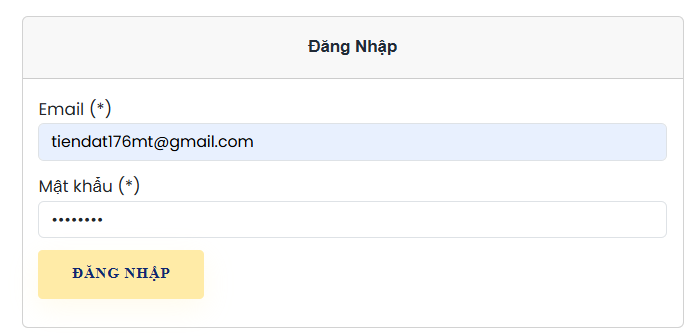 Đăng Nhập
Email (*)
tiendat176mt@gmail.com
Mật khẩu (*)
••••••••
ĐĂNG NHẬP